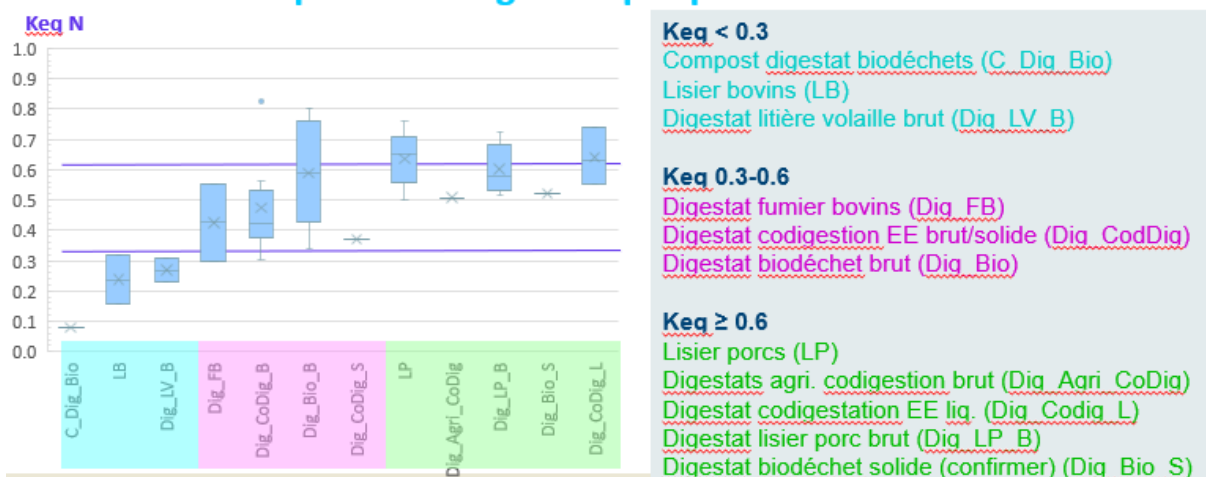 Keq N
1.0
0.9
0.8
0.7
0.6
0.5
0.4
0.3
0.2
0.1
0.0
C_Dig_Bio
LB
Dig_LV_B
Dig_FB
Dig_CoDig_B
Dig_Bio_B
Dig_CoDig_S
LP
Dig_Agri_CoDig
Dig_LP_B
Dig_Bio_S
Dig_CoDig_L
Keq < 0.3
Compost digestat biodéchets (C_Dig_Bio)
Lisier bovins (LB)
Digestat litière volaille brut (Dig_LV_B)
Keq 0.3-0.6
Digestat fumier bovins (Dig_FB)
Digestat codigestion EE brut/solide (Dig_CodDig)
Digestat biodéchet brut (Dig_Bio)
Keq ≥ 0.6
Lisier porcs (LP)
Digestats agri. codigestion brut (Dig_Agri_CoDig)
Digestat codigestation EE liq. (Dig_Codig_L)
Digestat lisier porc brut (Dig_LP_B)
Digestat biodéchet solide (confirmer) (Dig_Bio_S)